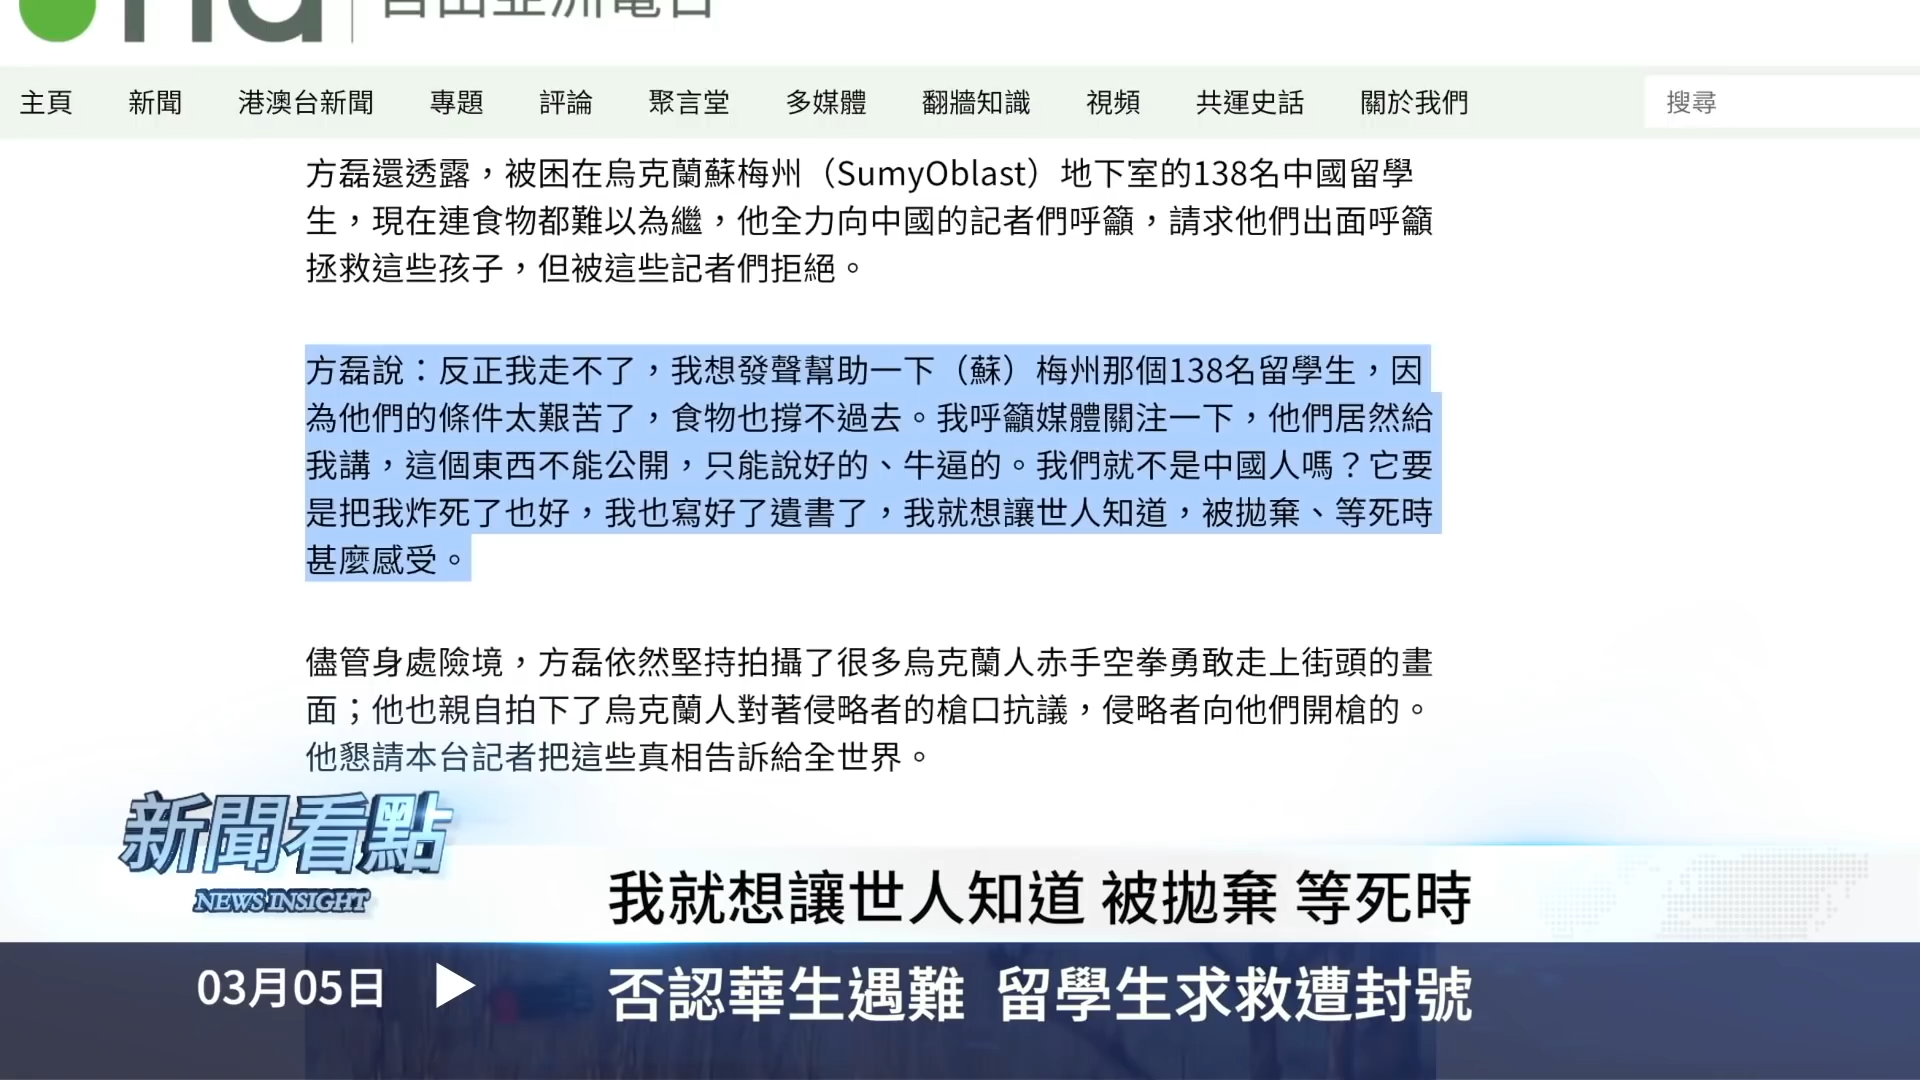 自由亞洲電台
主頁 新聞 港澳台新聞 專題 評論 聚言堂 多媒體 翻牆知識 視頻 共運史話 關於我們 搜尋
方磊還透露，被困在烏克蘭蘇梅州（SumyOblast）地下室的138名中國留學
生，現在連食物都難以為繼，他全力向中國的記者們呼籲，請求他們出面呼籲
拯救這些孩子，但被這些記者們拒絕。
方磊說：反正我走不了，我想發聲幫助一下（蘇）梅州那個138名留學生，因
為他們的條件太艱苦了，食物也撐不過去。我呼籲媒體關注一下，他們居然給
我講，這個東西不能公開，只能說好的、牛逼的。我們就不是中國人嗎？它要
是把我炸死了也好，我也寫好了遺書了，我就想讓世人知道，被拋棄、等死時
甚麼感受。
儘管身處險境，方磊依然堅持拍攝了很多烏克蘭人赤手空拳勇敢走上街頭的畫
面；他也親自拍下了烏克蘭人對著侵略者的槍口抗議，侵略者向他們開槍的。
他懇請本台記者把這些真相告訴給全世界。
新聞看點
NEWS INSIGHT
我就想讓世人知道 被拋棄 等死時
03月05日
否認華生遇難 留學生求救遭封號